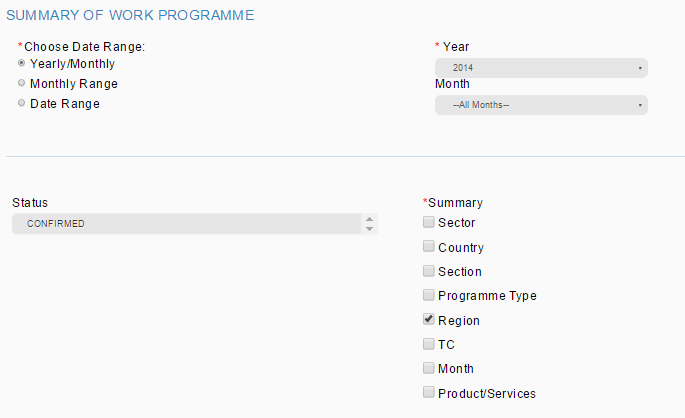 SUMMARY OF WORK PROGRAMME
*Choose Date Range:
Yearly/Monthly
Monthly Range
Date Range
* Year
2014
Month
--All Months--
Status
CONFIRMED
*Summary
Sector
Country
Section
Programme Type
Region
TC
Month
Product/Services